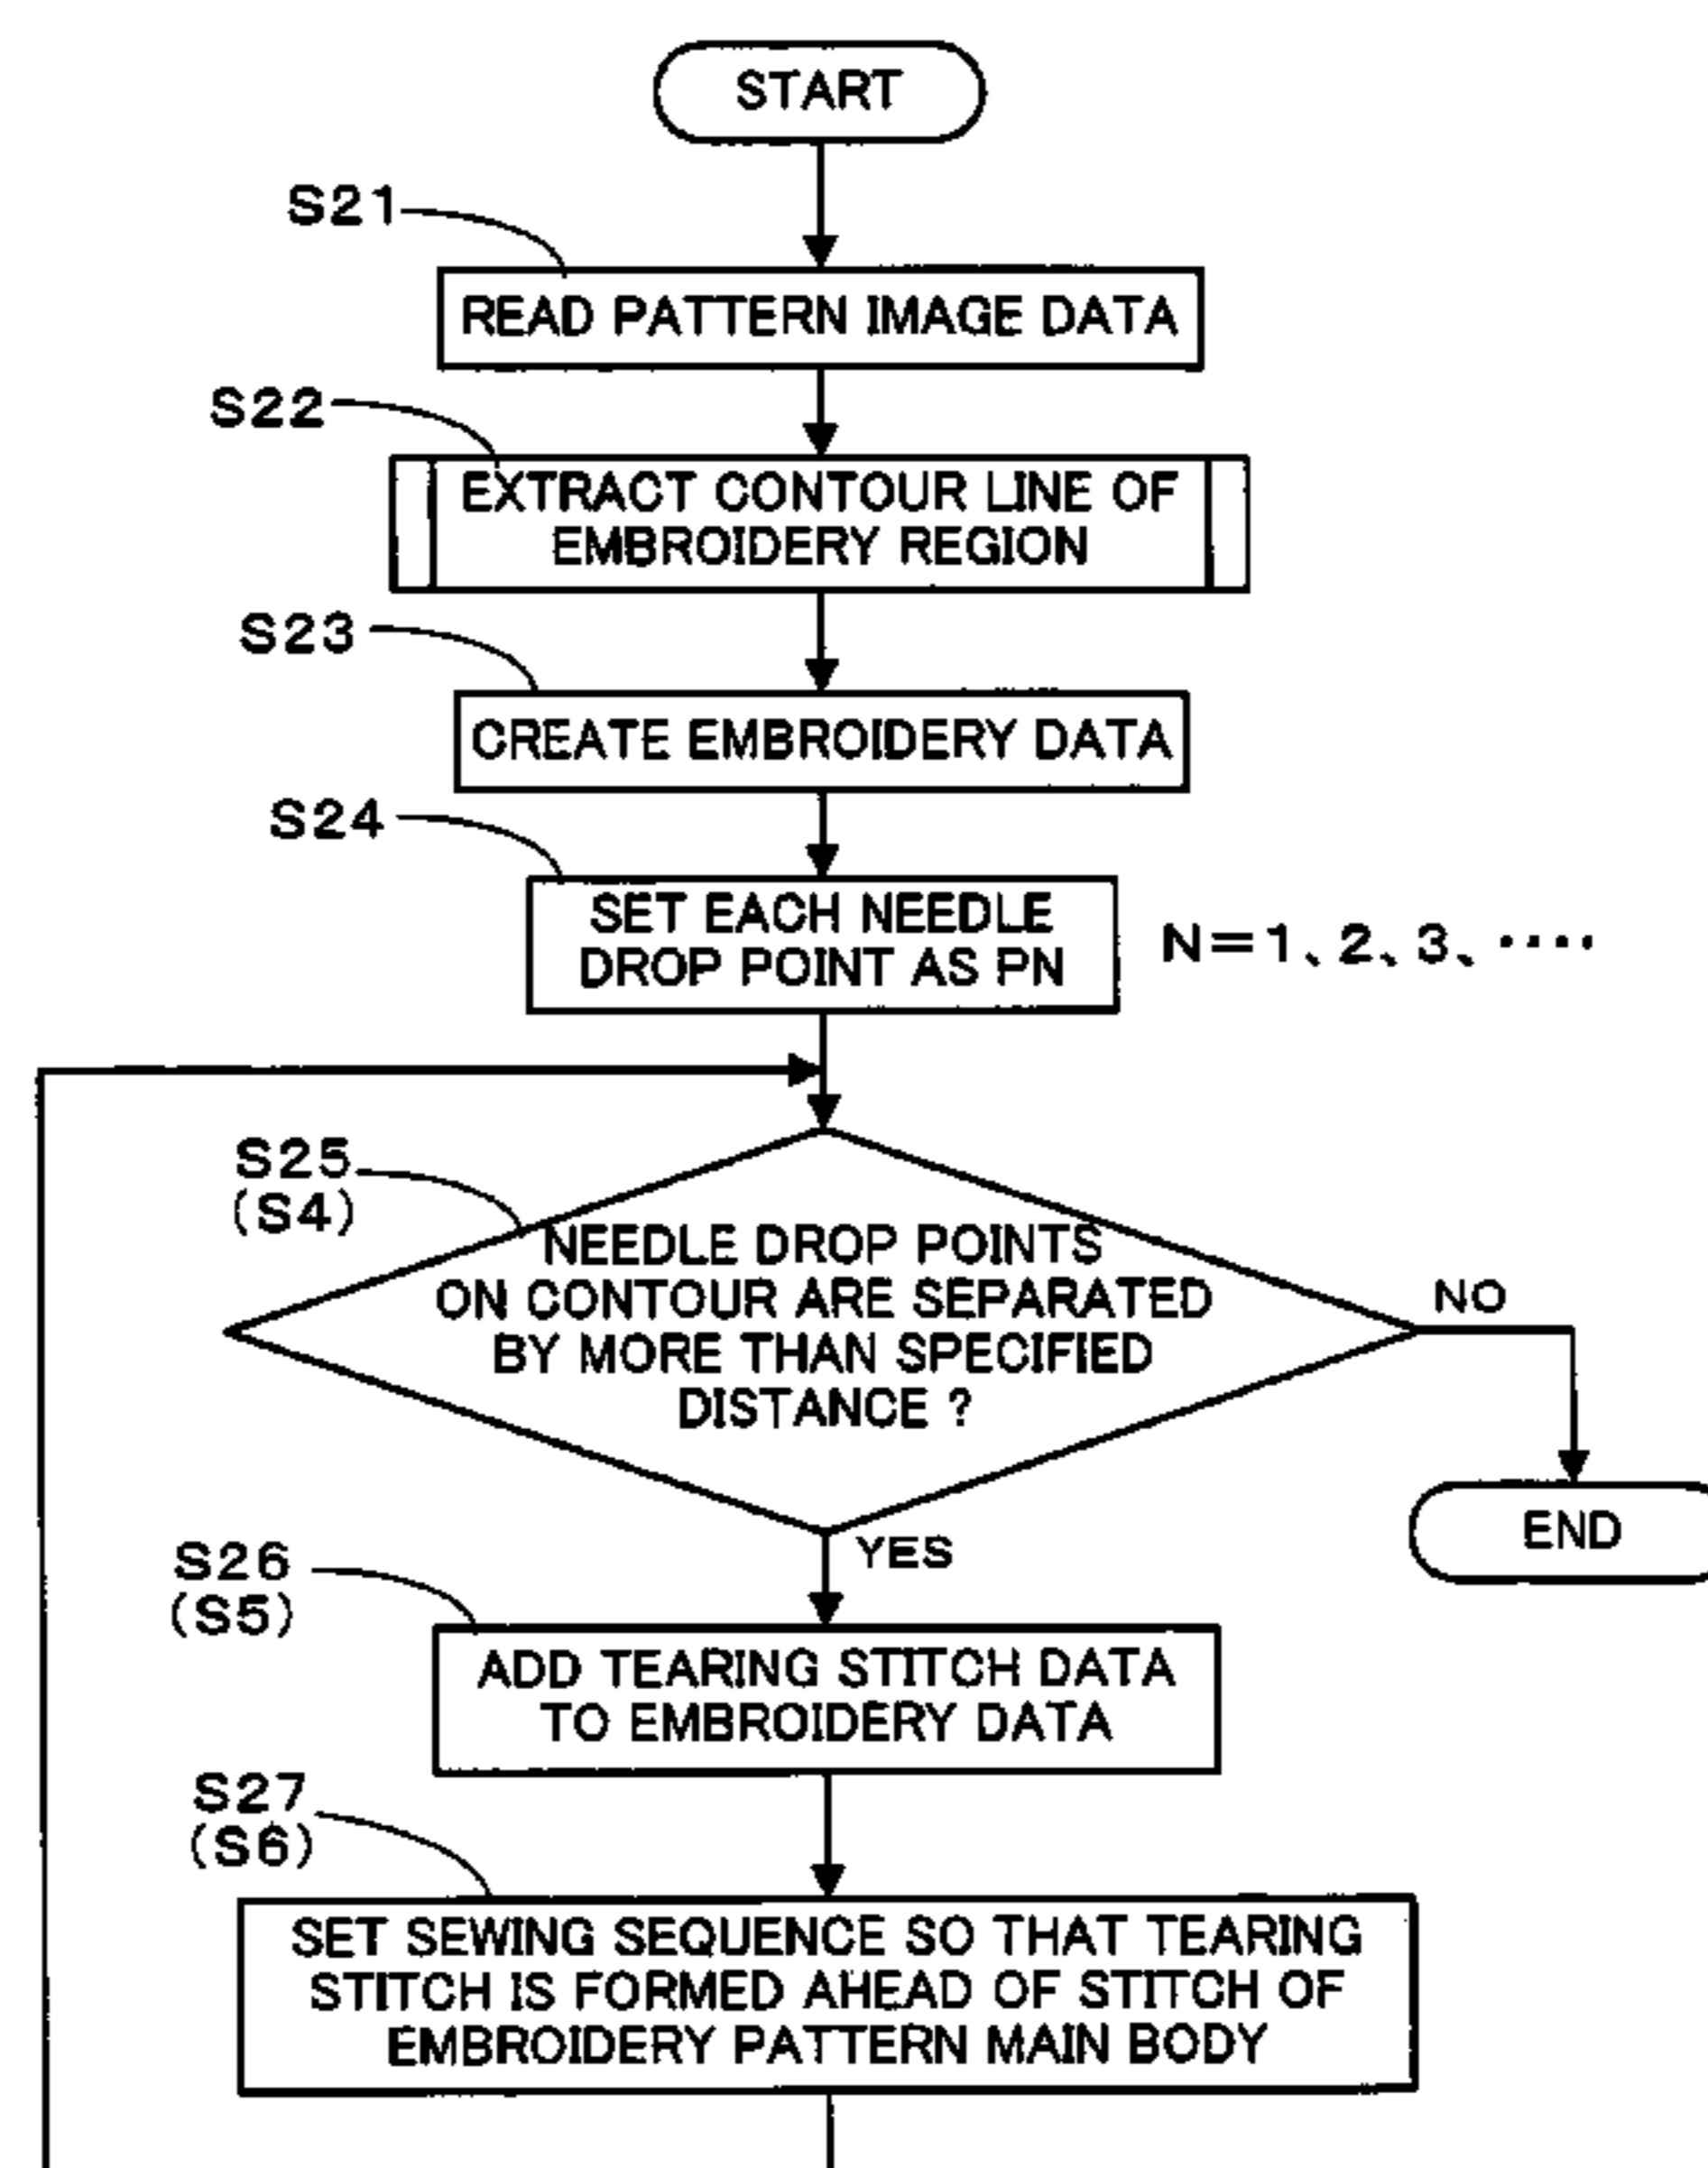 START
S21
READ PATTERN IMAGE DATA
S22
EXTRACT CONTOUR LINE OF
EMBROIDERY REGION
S23
CREATE EMBROIDERY DATA
S24
SET EACH NEEDLE
DROP POINT AS PN
N=1、2、3、····
S25
(S4)
NEEDLE DROP POINTS
ON CONTOUR ARE SEPARATED
BY MORE THAN SPECIFIED
DISTANCE ?
NO
END
YES
S26
(S5)
ADD TEARING STITCH DATA
TO EMBROIDERY DATA
S27
(S6)
SET SEWING SEQUENCE SO THAT TEARING
STITCH IS FORMED AHEAD OF STITCH OF
EMBROIDERY PATTERN MAIN BODY